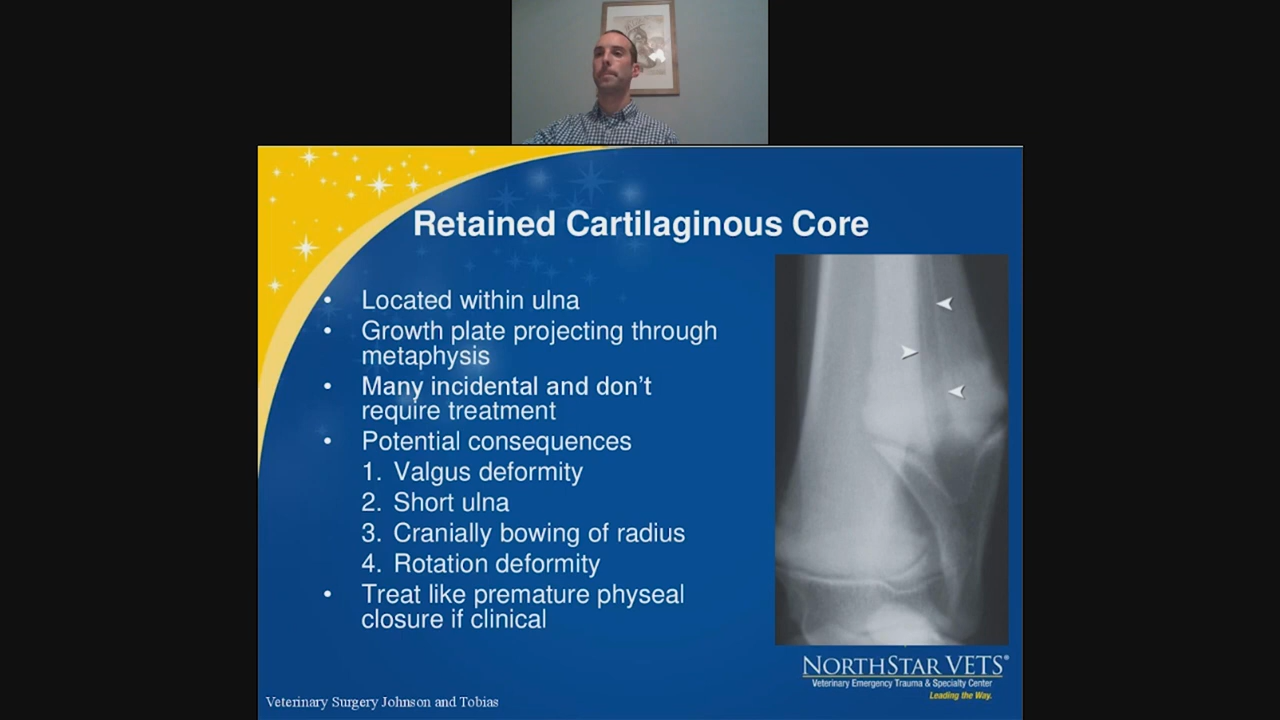 Retained Cartilaginous Core
• Located within ulna
• Growth plate projecting through
metaphysis
• Many incidental and don't
require treatment
• Potential consequences
1. Valgus deformity
2. Short ulna
3. Cranially bowing of radius
4. Rotation deformity
• Treat like premature physeal
closure if clinical
NORTHSTAR VETS®
Veterinary Emergency Trauma & Specialty Center
Leading the Way.
Veterinary Surgery Johnson and Tobias